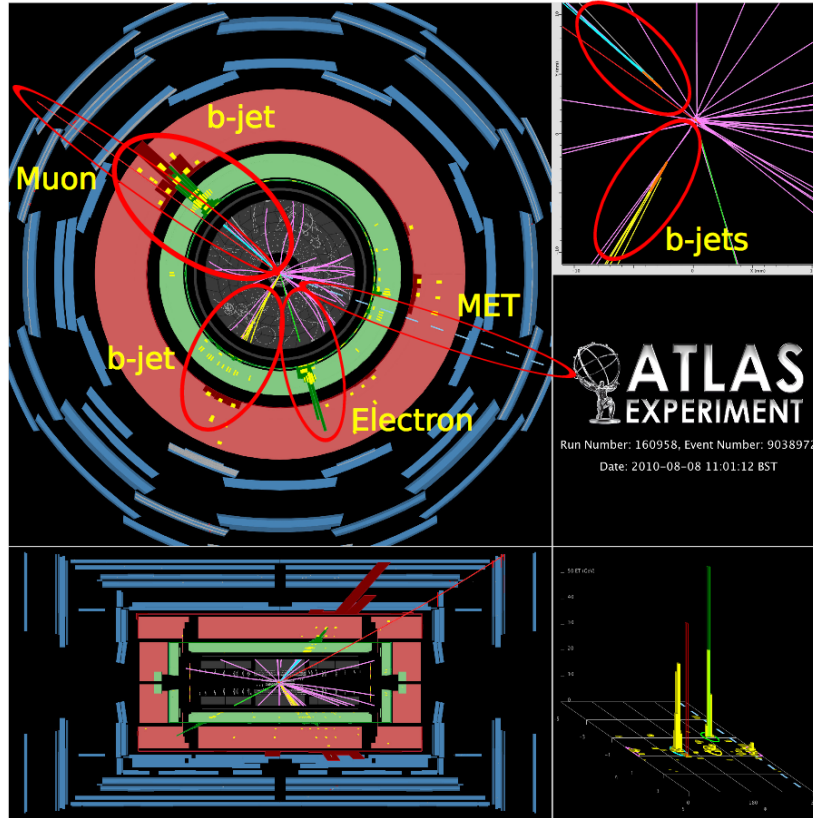 b-jet
Muon
b-jet
MET
Electron
b-jets
ATLAS
EXPERIMENT
Run Number: 160958, Event Number: 9038972
Date: 2010-08-08 11:01:12 BST